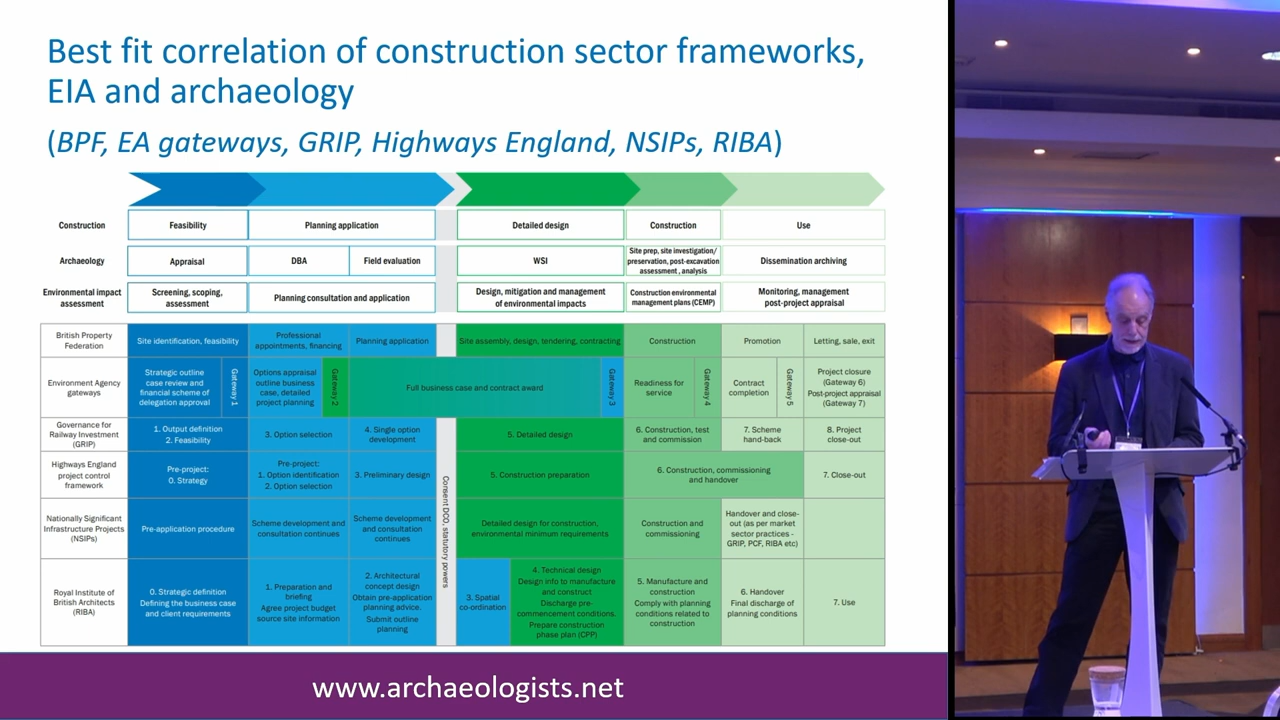 Best fit correlation of construction sector frameworks,
EIA and archaeology
(BPF, EA gateways, GRIP, Highways England, NSIPs, RIBA)
Construction
Feasibility
Planning application
Detailed design
Construction
Use
Archaeology
Appraisal
DBA
Field evaluation
WSI
Site prep, site investigation/
preservation, post-excavation
assessment , analysis
Dissemination archiving
Environmental impact
assessment
Screening, scoping,
assessment
Planning consultation and application
Design, mitigation and management
of environmental impacts
Construction environmental
management plans (CEMP)
Monitoring, management
post-project appraisal
British Property
Federation
Site identification, feasibility
Professional
appointments, financing
Planning application
Site assembly, design, tendering, contracting
Construction
Promotion
Letting, sale, exit
Environment Agency
gateways
Strategic outline
case review and
financial scheme of
delegation approval
Gateway 1
Options appraisal
outline business
case, detailed
project planning
Gateway 2
Full business case and contract award
Gateway 3
Readiness for
service
Gateway 4
Contract
completion
Gateway 5
Project closure
(Gateway 6)
Post-project appraisal
(Gateway 7)
Governance for
Railway Investment
(GRIP)
1. Output definition
2. Feasibility
3. Option selection
4. Single option
development
5. Detailed design
6. Construction, test
and commission
7. Scheme
hand-back
8. Project
close-out
Highways England
project control
framework
Pre-project:
0. Strategy
Pre-project:
1. Option identification
2. Option selection
3. Preliminary design
5. Construction preparation
6. Construction, commissioning
and handover
7. Close-out
Consent DCO, statutory powers
Nationally Significant
Infrastructure Projects
(NSIPs)
Pre-application procedure
Scheme development and
consultation continues
Scheme development
and consultation
continues
Detailed design for construction,
environmental minimum requirements
Construction and
commissioning
Handover and close-
out (as per market
sector practices -
GRIP, PCF, RIBA etc)
Royal Institute of
British Architects
(RIBA)
0. Strategic definition
Defining the business case
and client requirements
1. Preparation and
briefing
Agree project budget
source site information
2. Architectural
concept design
Obtain pre-application
planning advice.
Submit outline
planning
3. Spatial
co-ordination
4. Technical design
Design info to manufacture
and construct
Discharge pre-
commencement conditions.
Prepare construction
phase plan (CPP)
5. Manufacture and
construction
Comply with planning
conditions related to
construction
6. Handover
Final discharge of
planning conditions
7. Use
www.archaeologists.net